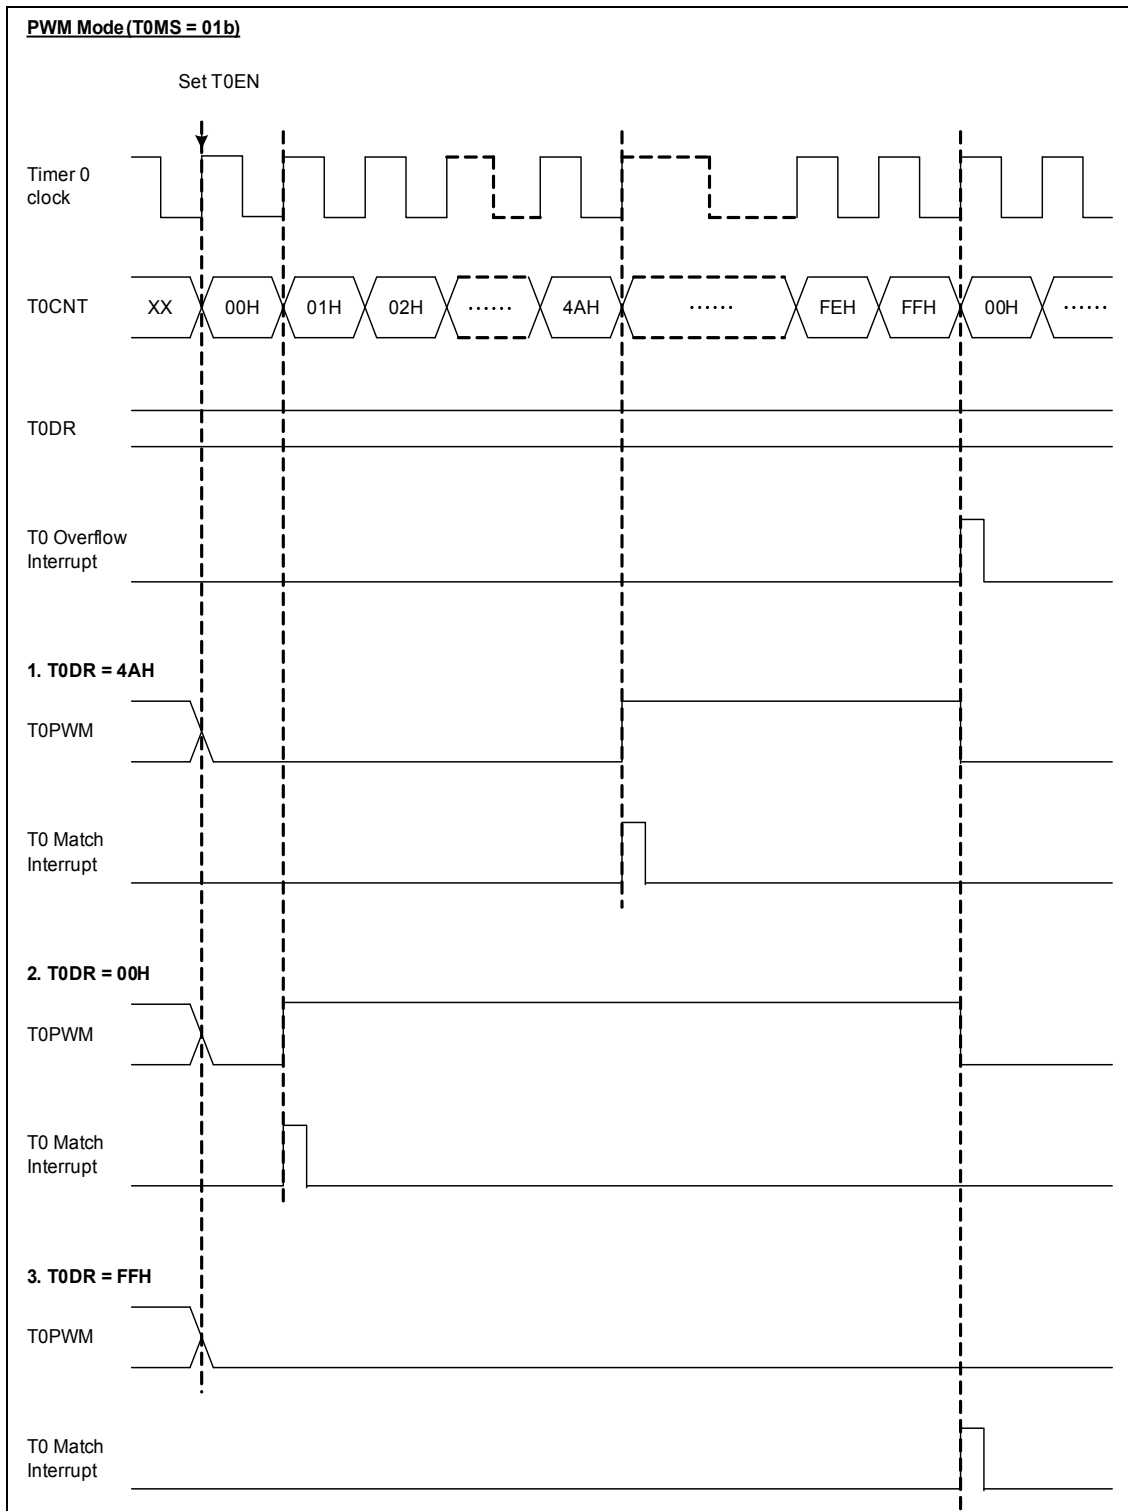 PWM Mode(T0MS = 01b)
Set T0EN
Timer 0
clock
T0CNT XX 00H 01H 02H ······ 4AH ······ FEH FFH 00H ······
T0DR
T0 Overflow
Interrupt
1. T0DR = 4AH
T0PWM
T0 Match
Interrupt
2. T0DR = 00H
T0PWM
T0 Match
Interrupt
3. T0DR = FFH
T0PWM
T0 Match
Interrupt